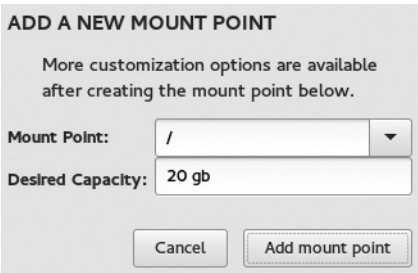 ADD A NEW MOUNT POINT
More customization options are available
after creating the mount point below.
Mount Point: /
Desired Capacity: 20 gb
Cancel Add mount point